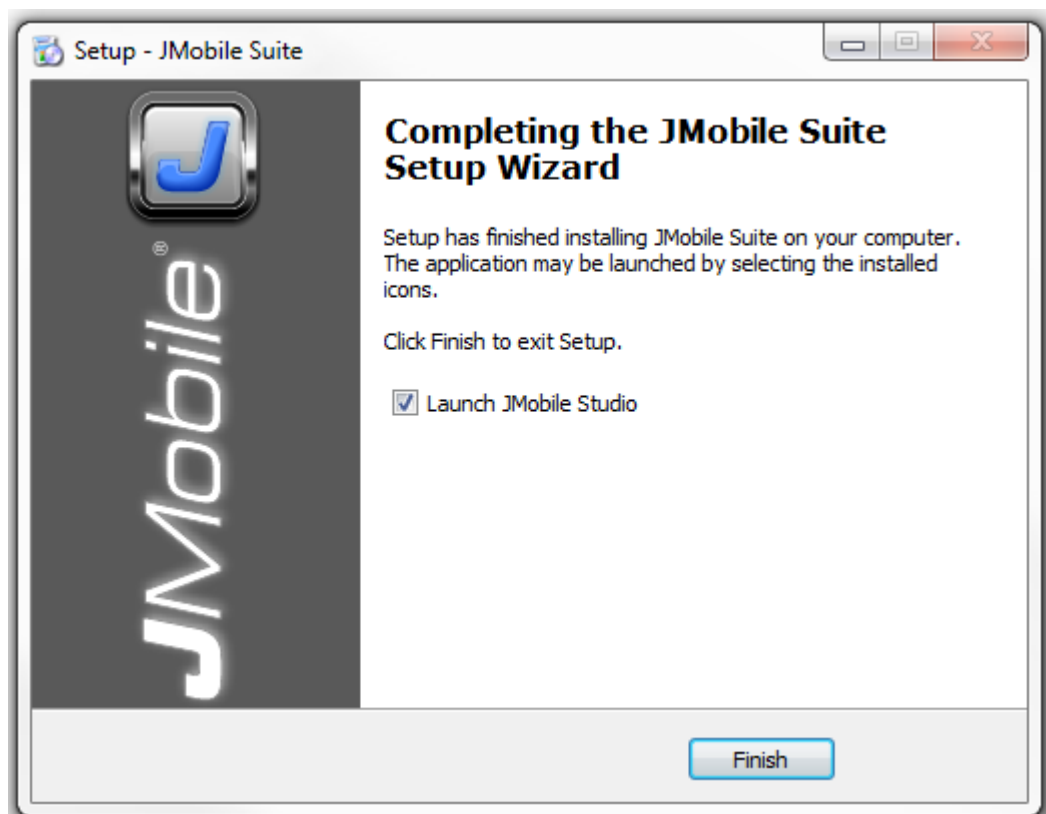 Setup - JMobile Suite
J
JMobile®
Completing the JMobile Suite
Setup Wizard
Setup has finished installing JMobile Suite on your computer.
The application may be launched by selecting the installed
icons.
Click Finish to exit Setup.
Launch JMobile Studio
Finish